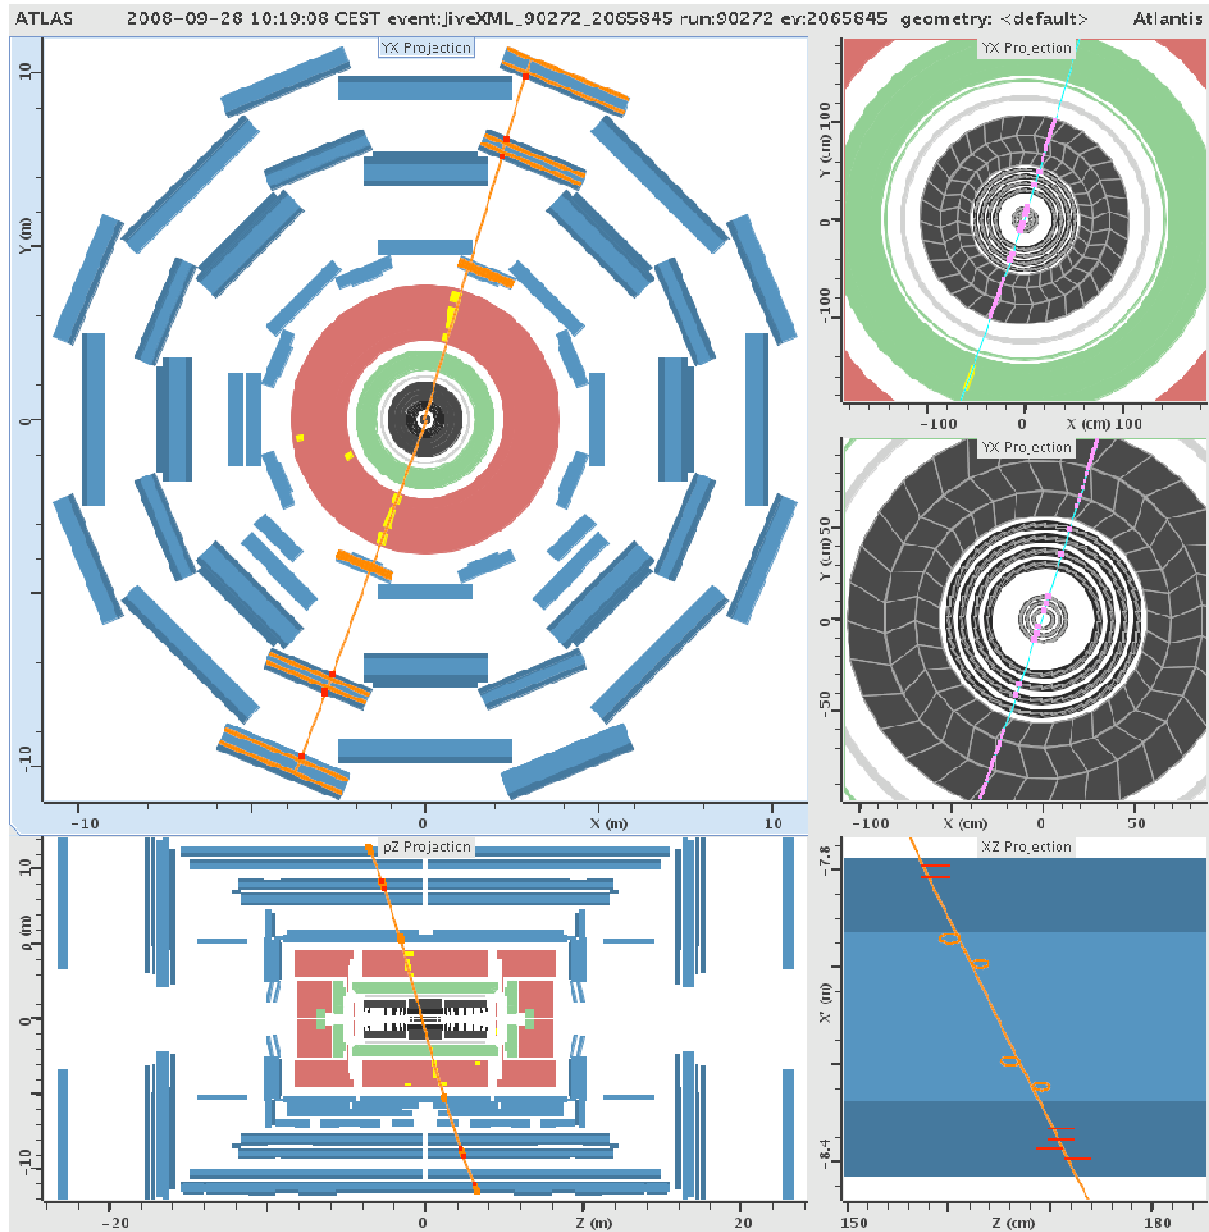 ATLAS 2008-09-28 10:19:08 CEST event:JiveXML_90272_2065845 run:90272 ev:2065845 geometry: <default> Atlantis
YX Projection
10
Y (m)
0
-10
-10 0 X (m) 10
YX Projection
Y (cm) 100
0
-100
-100 0 X (cm) 100
YX Projection
Y (cm) 50
0
-50
-100 X (cm) 0 50
ρZ Projection
10
ρ (m)
0
-10
-20 0 Z (m) 20
XZ Projection
-7.8
X' (m)
-8.4
150 Z (cm) 180